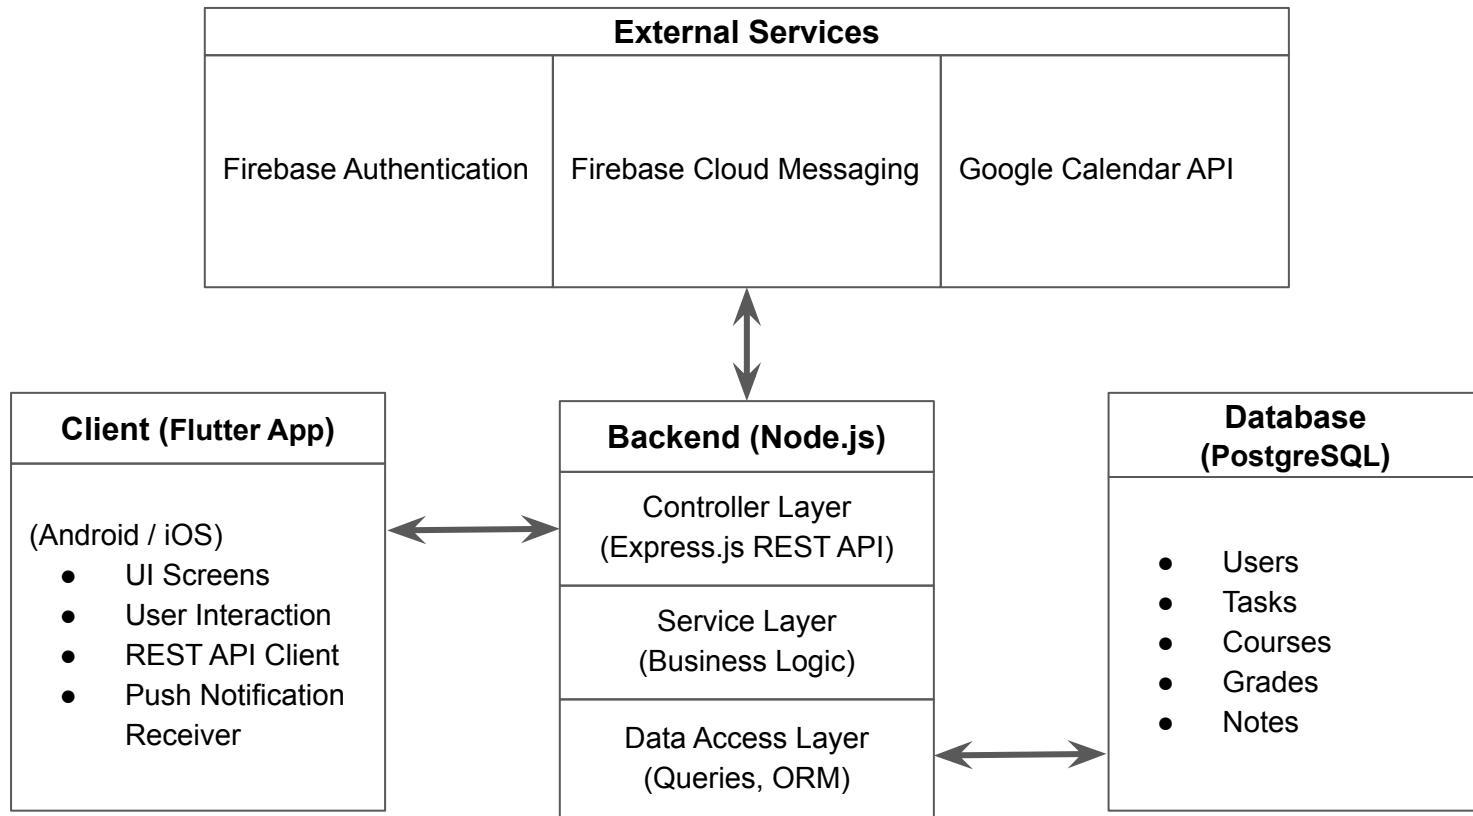 External Services
Firebase Authentication
Firebase Cloud Messaging
Google Calendar API
Client (Flutter App)
(Android / iOS)
● UI Screens
● User Interaction
● REST API Client
● Push Notification
Receiver
Backend (Node.js)
Controller Layer
(Express.js REST API)
Service Layer
(Business Logic)
Data Access Layer
(Queries, ORM)
Database
(PostgreSQL)
● Users
● Tasks
● Courses
● Grades
● Notes